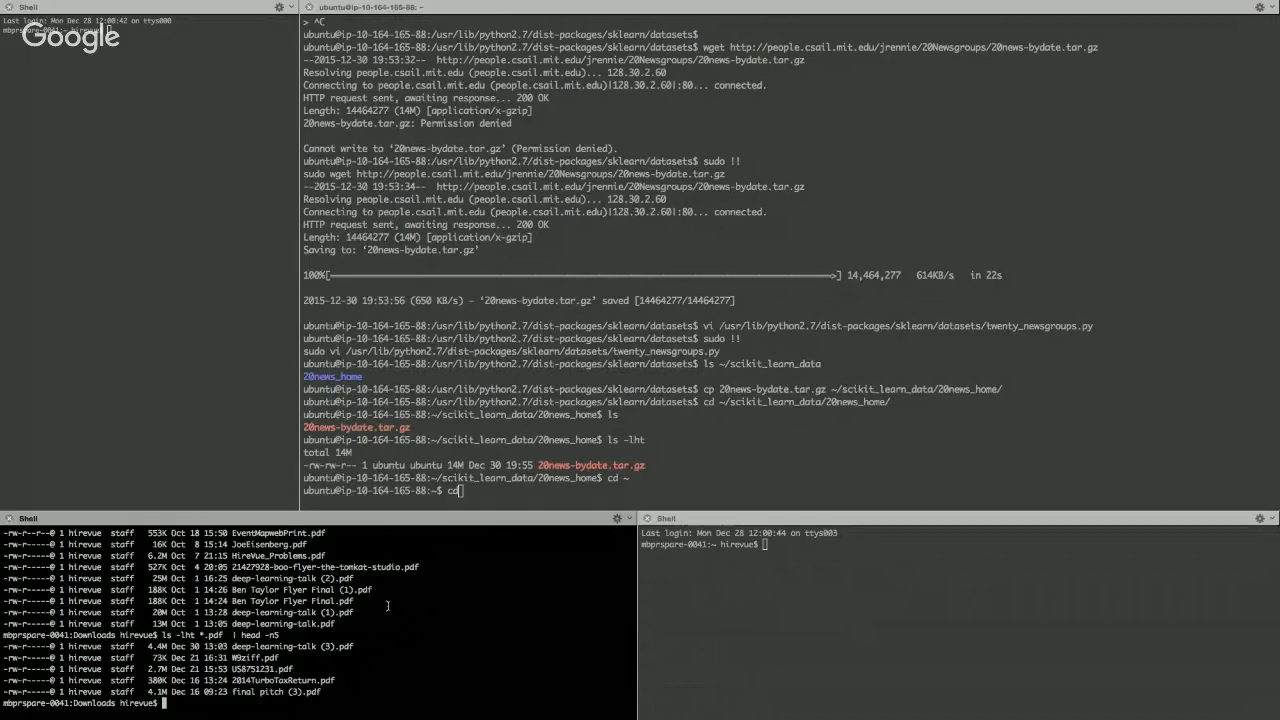 Shell
Last login: Mon Dec 28 12:00:42 on ttys000
Google
ubuntu@ip-10-164-165-88: ~
> ^C
ubuntu@ip-10-164-165-88:/usr/lib/python2.7/dist-packages/sklearn/datasets$
ubuntu@ip-10-164-165-88:/usr/lib/python2.7/dist-packages/sklearn/datasets$ wget http://people.csail.mit.edu/jrennie/20Newsgroups/20news-bydate.tar.gz
--2015-12-30 19:53:32-- http://people.csail.mit.edu/jrennie/20Newsgroups/20news-bydate.tar.gz
Resolving people.csail.mit.edu (people.csail.mit.edu)... 128.30.2.60
Connecting to people.csail.mit.edu (people.csail.mit.edu)|128.30.2.60|:80... connected.
HTTP request sent, awaiting response... 200 OK
Length: 14464277 (14M) [application/x-gzip]
20news-bydate.tar.gz: Permission denied
Cannot write to ‘20news-bydate.tar.gz’ (Permission denied).
ubuntu@ip-10-164-165-88:/usr/lib/python2.7/dist-packages/sklearn/datasets$ sudo !!
sudo wget http://people.csail.mit.edu/jrennie/20Newsgroups/20news-bydate.tar.gz
--2015-12-30 19:53:34-- http://people.csail.mit.edu/jrennie/20Newsgroups/20news-bydate.tar.gz
Resolving people.csail.mit.edu (people.csail.mit.edu)... 128.30.2.60
Connecting to people.csail.mit.edu (people.csail.mit.edu)|128.30.2.60|:80... connected.
HTTP request sent, awaiting response... 200 OK
Length: 14464277 (14M) [application/x-gzip]
Saving to: ‘20news-bydate.tar.gz’
100%[=====================================================================================>] 14,464,277 614KB/s in 22s
2015-12-30 19:53:56 (650 KB/s) - ‘20news-bydate.tar.gz’ saved [14464277/14464277]
ubuntu@ip-10-164-165-88:/usr/lib/python2.7/dist-packages/sklearn/datasets$ vi /usr/lib/python2.7/dist-packages/sklearn/datasets/twenty_newsgroups.py
ubuntu@ip-10-164-165-88:/usr/lib/python2.7/dist-packages/sklearn/datasets$ sudo !!
sudo vi /usr/lib/python2.7/dist-packages/sklearn/datasets/twenty_newsgroups.py
ubuntu@ip-10-164-165-88:/usr/lib/python2.7/dist-packages/sklearn/datasets$ ls ~/scikit_learn_data
20news_home
ubuntu@ip-10-164-165-88:/usr/lib/python2.7/dist-packages/sklearn/datasets$ cp 20news-bydate.tar.gz ~/scikit_learn_data/20news_home/
ubuntu@ip-10-164-165-88:/usr/lib/python2.7/dist-packages/sklearn/datasets$ cd ~/scikit_learn_data/20news_home/
ubuntu@ip-10-164-165-88:~/scikit_learn_data/20news_home$ ls
20news-bydate.tar.gz
ubuntu@ip-10-164-165-88:~/scikit_learn_data/20news_home$ ls -lht
total 14M
-rw-rw-r-- 1 ubuntu ubuntu 14M Dec 30 19:55 20news-bydate.tar.gz
ubuntu@ip-10-164-165-88:~/scikit_learn_data/20news_home$ cd ~
ubuntu@ip-10-164-165-88:~$ cd
Shell
-rw-r--r--@ 1 hirevue staff 553K Oct 18 15:50 EventMapwebPrint.pdf
-rw-r-----@ 1 hirevue staff 16K Oct 8 15:14 JoeEisenberg.pdf
-rw-r-----@ 1 hirevue staff 6.2M Oct 7 21:15 HireVue_Problems.pdf
-rw-r-----@ 1 hirevue staff 527K Oct 4 20:05 21427928-boo-flyer-the-tomkat-studio.pdf
-rw-r-----@ 1 hirevue staff 25M Oct 1 16:25 deep-learning-talk (2).pdf
-rw-r-----@ 1 hirevue staff 188K Oct 1 14:26 Ben Taylor Flyer Final (1).pdf
-rw-r-----@ 1 hirevue staff 188K Oct 1 14:24 Ben Taylor Flyer Final.pdf
-rw-r-----@ 1 hirevue staff 20M Oct 1 13:28 deep-learning-talk (1).pdf
-rw-r-----@ 1 hirevue staff 13M Oct 1 13:05 deep-learning-talk.pdf
mbprspare-0041:Downloads hirevue$ ls -lht *.pdf | head -n5
-rw-r-----@ 1 hirevue staff 4.4M Dec 30 13:03 deep-learning-talk (3).pdf
-rw-r-----@ 1 hirevue staff 73K Dec 21 16:31 W9ziff.pdf
-rw-r-----@ 1 hirevue staff 2.7M Dec 21 15:53 US8751231.pdf
-rw-r-----@ 1 hirevue staff 380K Dec 16 13:24 2014TurboTaxReturn.pdf
-rw-r-----@ 1 hirevue staff 4.1M Dec 16 09:23 final pitch (3).pdf
mbprspare-0041:Downloads hirevue$
Shell
Last login: Mon Dec 28 12:00:44 on ttys003
mbprspare-0041:~ hirevue$